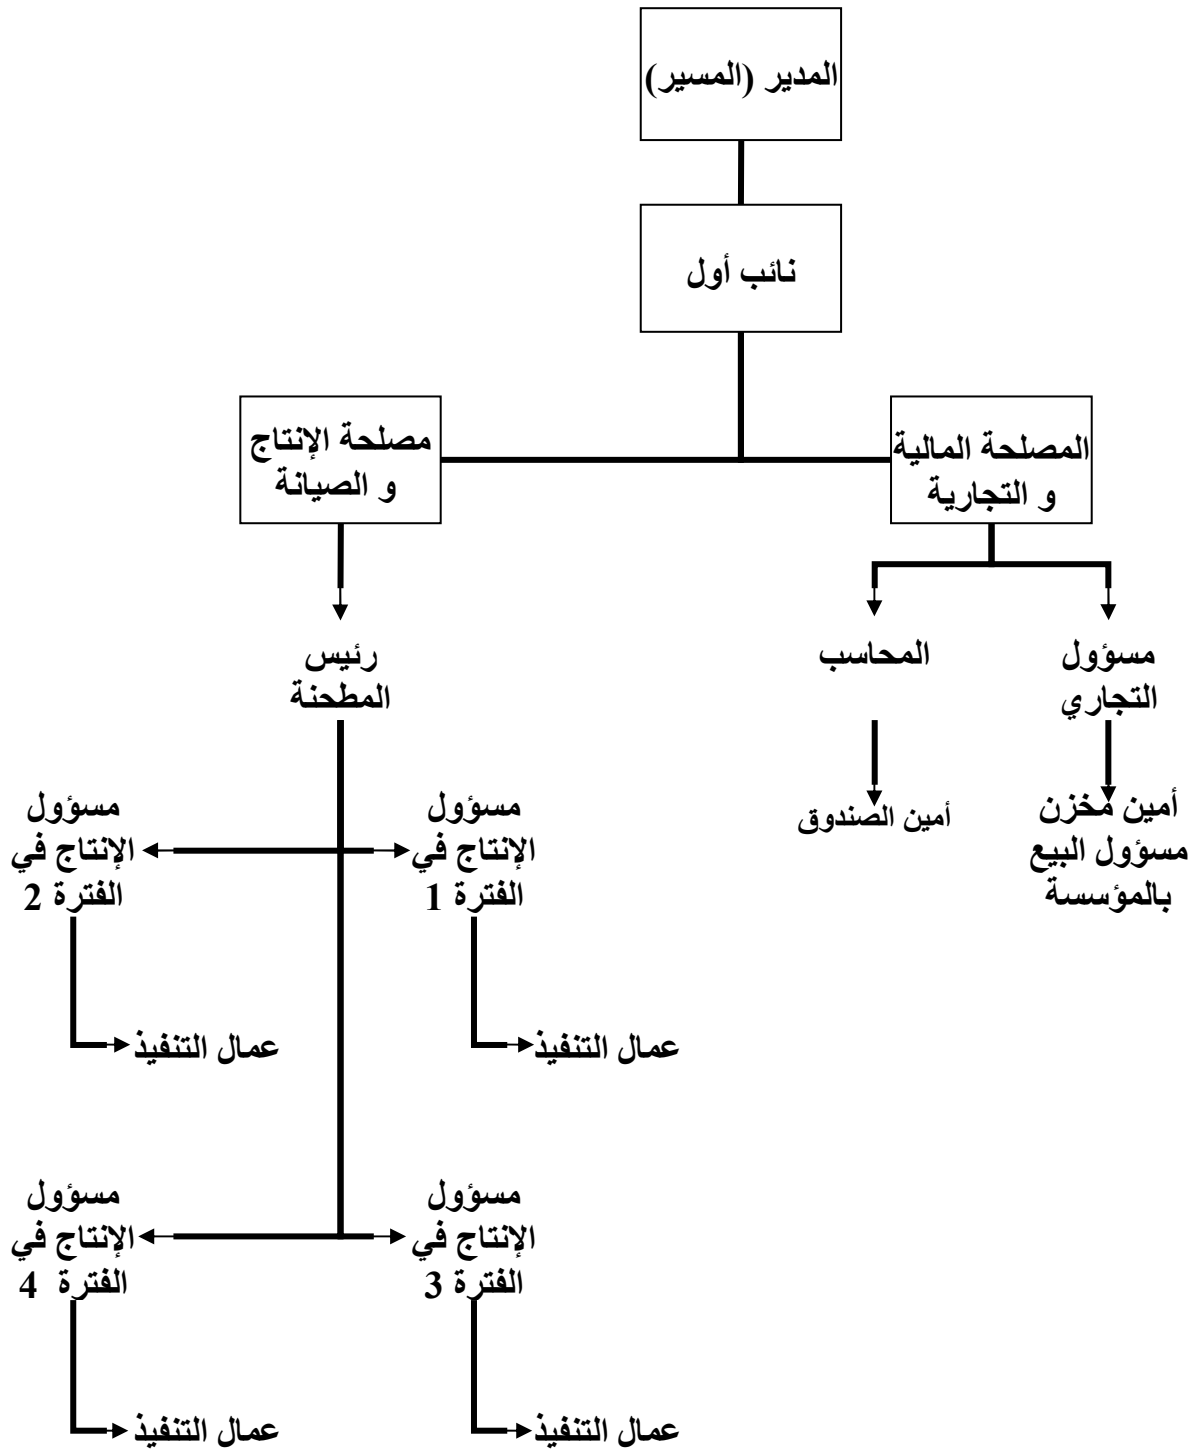 المدير (المسير)
نائب أول
المصلحة المالية
و التجارية
مصلحة الإنتاج
و الصيانة
مسؤول
التجاري
المحاسب
رئيس
المطحنة
أمين مخزن
مسؤول البيع
بالمؤسسة
أمين الصندوق
مسؤول
الإنتاج في
الفترة 1
مسؤول
الإنتاج في
الفترة 2
عمال التنفيذ
عمال التنفيذ
مسؤول
الإنتاج في
الفترة 3
مسؤول
الإنتاج في
الفترة 4
عمال التنفيذ
عمال التنفيذ